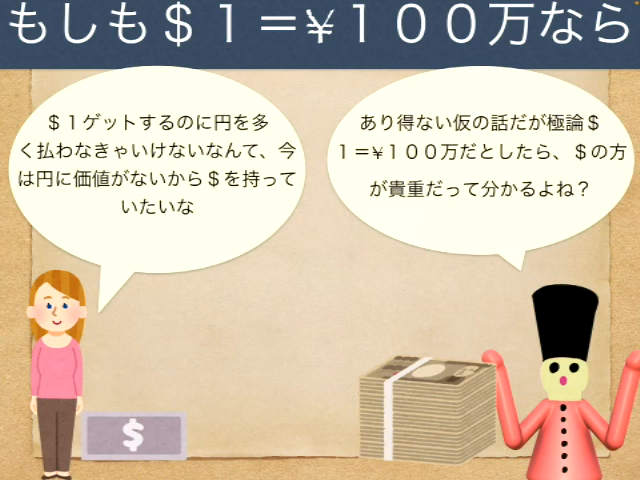 もしも＄１＝¥１００万なら
＄１ゲットするのに円を多
く払わなきゃいけないなんて、今
は円に価値がないから＄を持って
いたいな
あり得ない仮の話だが極論＄
１＝¥１００万だとしたら、＄の方
が貴重だって分かるよね？
$